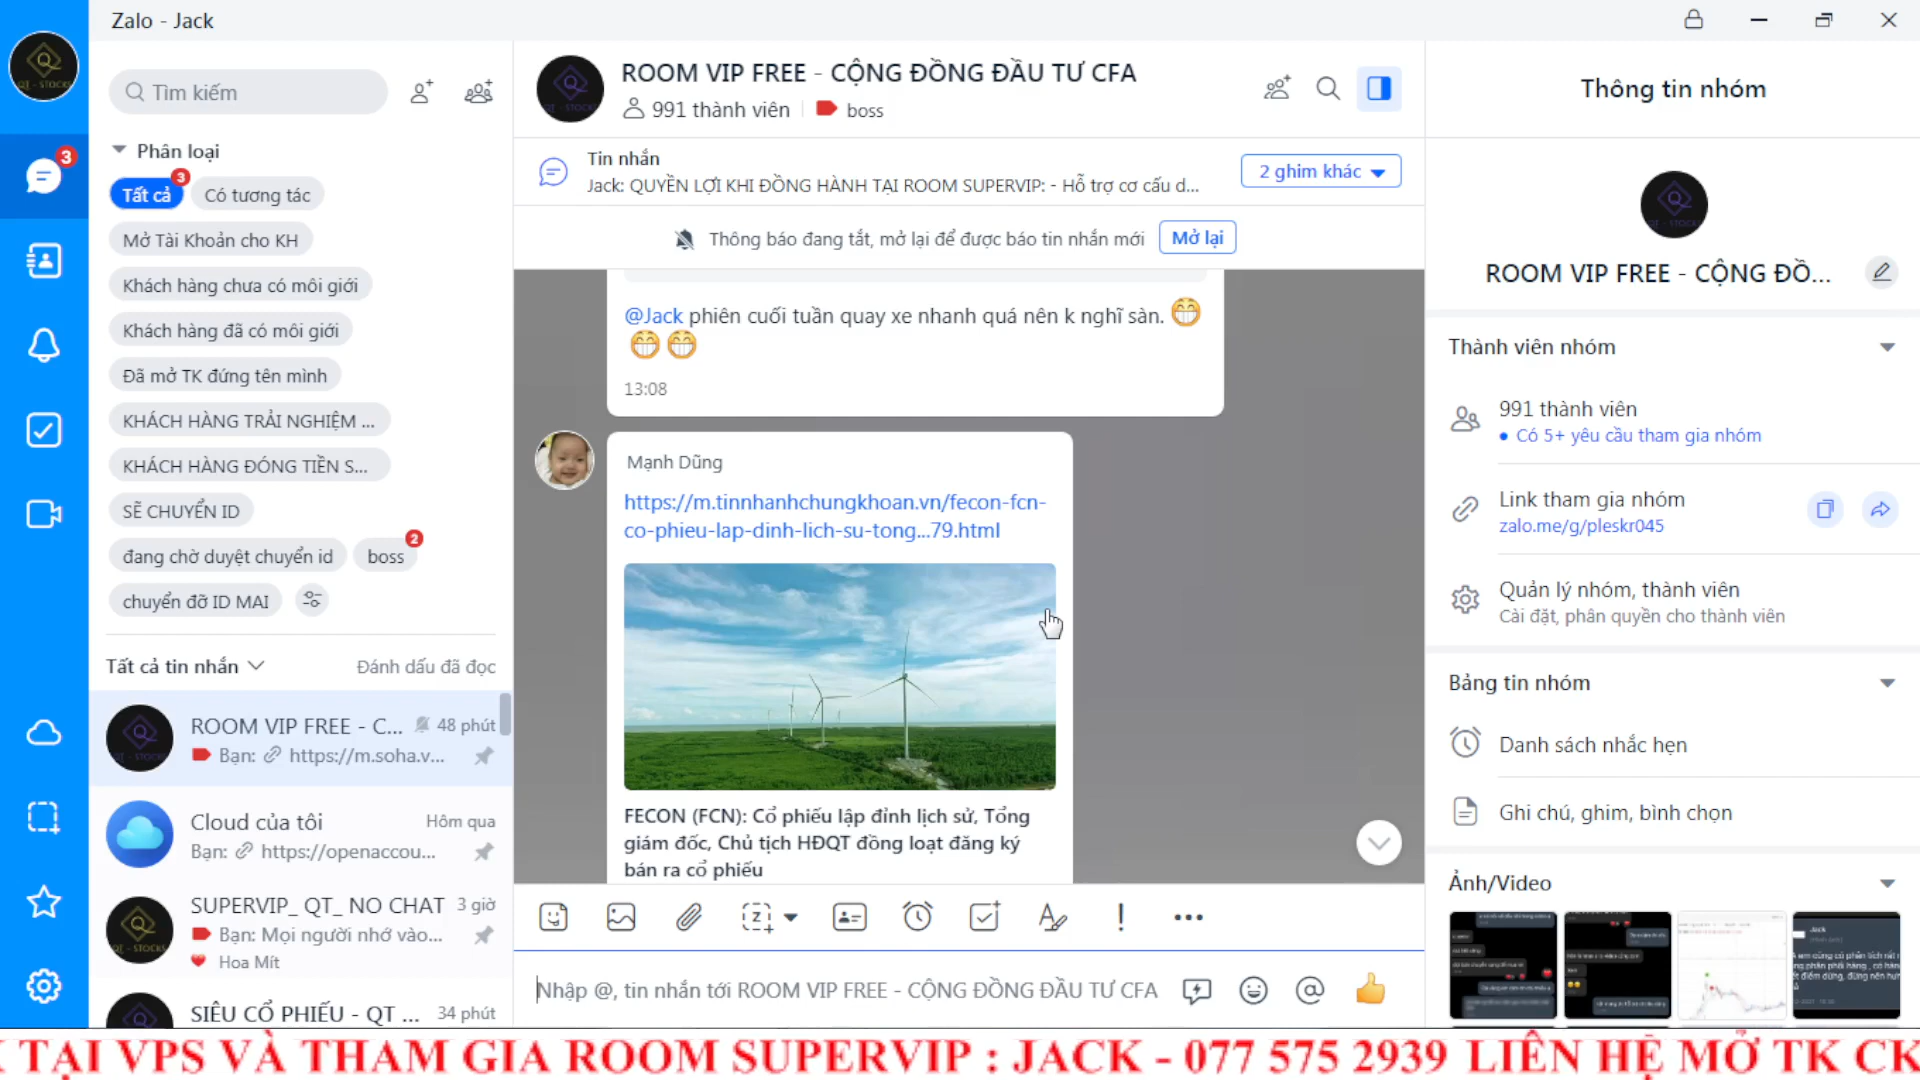 Zalo - Jack
Tìm kiếm
Phân loại
3
Tất cả
3
Có tương tác
Mở Tài Khoản cho KH
Khách hàng chưa có môi giới
Khách hàng đã có môi giới
Đã mở TK đứng tên mình
KHÁCH HÀNG TRẢI NGHIỆM ...
KHÁCH HÀNG ĐÓNG TIỀN S...
SẼ CHUYỂN ID
đang chờ duyệt chuyển id
boss
2
chuyển đỡ ID MAI
Tất cả tin nhắn
Đánh dấu đã đọc
ROOM VIP FREE - C...
48 phút
Bạn: https://m.soha.v...
Cloud của tôi
Hôm qua
Bạn: https://openaccou...
SUPERVIP_ QT_ NO CHAT
3 giờ
Bạn: Mọi người nhớ vào...
Hoa Mít
SIÊU CỔ PHIẾU - QT ...
34 phút
ROOM VIP FREE - CỘNG ĐỒNG ĐẦU TƯ CFA
991 thành viên
boss
Tin nhắn
Jack: QUYỀN LỢI KHI ĐỒNG HÀNH TẠI ROOM SUPERVIP: - Hỗ trợ cơ cấu d...
2 ghim khác
Thông báo đang tắt, mở lại để được báo tin nhắn mới
Mở lại
@Jack phiên cuối tuần quay xe nhanh quá nên k nghĩ sàn.
13:08
Mạnh Dũng
https://m.tinnhanhchungkhoan.vn/fecon-fcn-
co-phieu-lap-dinh-lich-su-tong...79.html
FECON (FCN): Cổ phiếu lập đỉnh lịch sử, Tổng
giám đốc, Chủ tịch HĐQT đồng loạt đăng ký
bán ra cổ phiếu
Nhập @, tin nhắn tới ROOM VIP FREE - CỘNG ĐỒNG ĐẦU TƯ CFA
Thông tin nhóm
ROOM VIP FREE - CỘNG ĐỒ...
Thành viên nhóm
991 thành viên
Có 5+ yêu cầu tham gia nhóm
Link tham gia nhóm
zalo.me/g/pleskr045
Quản lý nhóm, thành viên
Cài đặt, phân quyền cho thành viên
Bảng tin nhóm
Danh sách nhắc hẹn
Ghi chú, ghim, bình chọn
Ảnh/Video
Jack
TẠI VPS VÀ THAM GIA ROOM SUPERVIP : JACK - 077 575 2939 LIÊN HỆ MỞ TK CK